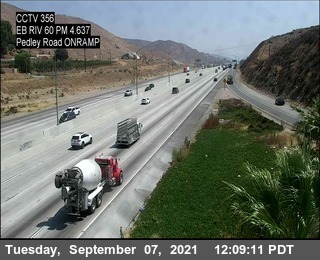 CCTV 356
EB RIV 60 PM 4.637
Pedley Road ONRAMP
Tuesday, September 07, 2021 12:09:11 PDT